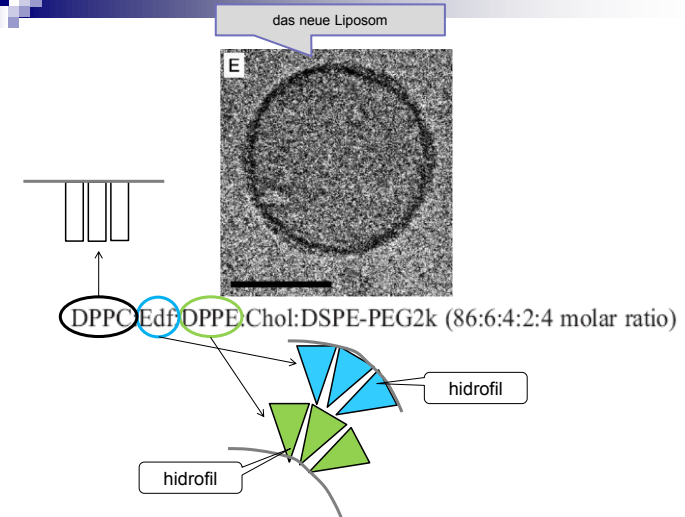 das neue Liposom
E
DPPC:Edf:DPPE:Chol:DSPE-PEG2k (86:6:4:2:4 molar ratio)
hidrofil
hidrofil